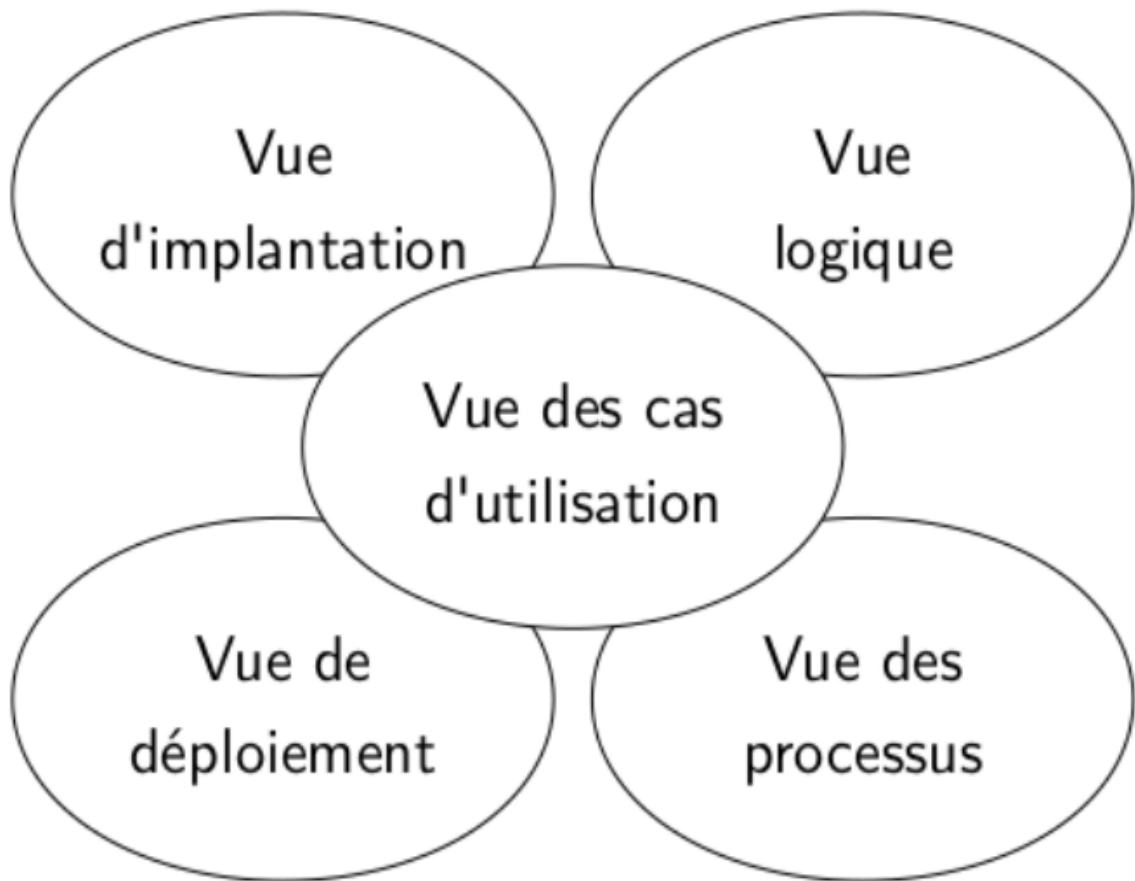 Vue
d'implantation
Vue
logique
Vue des cas
d'utilisation
Vue de
déploiement
Vue des
processus